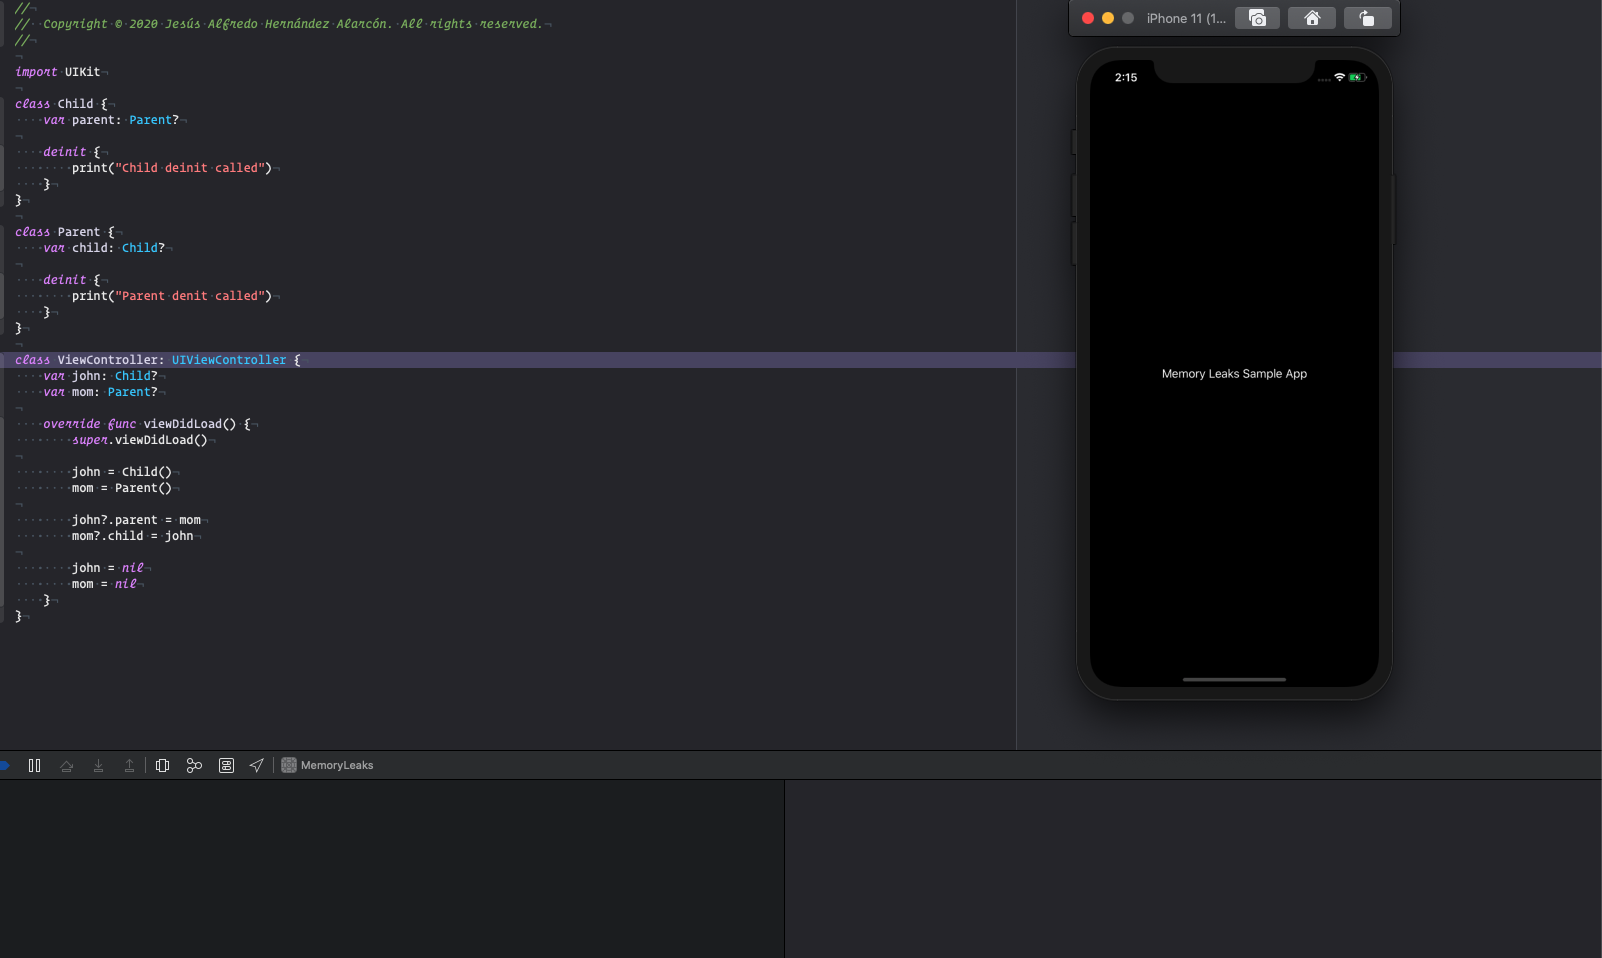 //
//  Copyright © 2020 Jesús Alfredo Hernández Alarcón. All rights reserved.
//

import UIKit

class Child {
    var parent: Parent?

    deinit {
        print("Child deinit called")
    }
}

class Parent {
    var child: Child?

    deinit {
        print("Parent denit called")
    }
}

class ViewController: UIViewController {
    var john: Child?
    var mom: Parent?

    override func viewDidLoad() {
        super.viewDidLoad()

        john = Child()
        mom = Parent()

        john?.parent = mom
        mom?.child = john

        john = nil
        mom = nil
    }
}
iPhone 11 (1...
2:15
Memory Leaks Sample App
MemoryLeaks